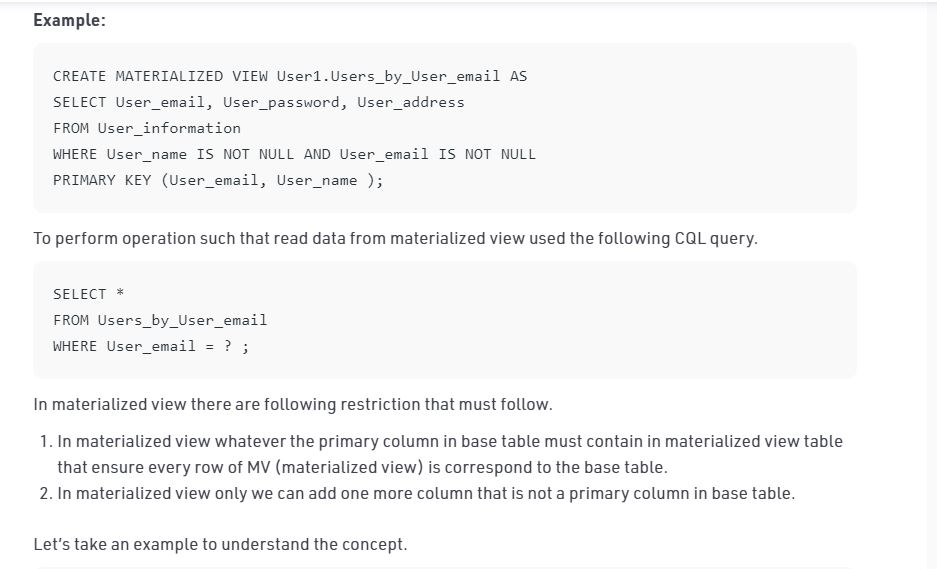 Example:
CREATE MATERIALIZED VIEW User1.Users_by_User_email AS
SELECT User_email, User_password, User_address
FROM User_information
WHERE User_name IS NOT NULL AND User_email IS NOT NULL
PRIMARY KEY (User_email, User_name );
To perform operation such that read data from materialized view used the following CQL query.
SELECT *
FROM Users_by_User_email
WHERE User_email = ? ;
In materialized view there are following restriction that must follow.
1. In materialized view whatever the primary column in base table must contain in materialized view table
that ensure every row of MV (materialized view) is correspond to the base table.
2. In materialized view only we can add one more column that is not a primary column in base table.
Let’s take an example to understand the concept.